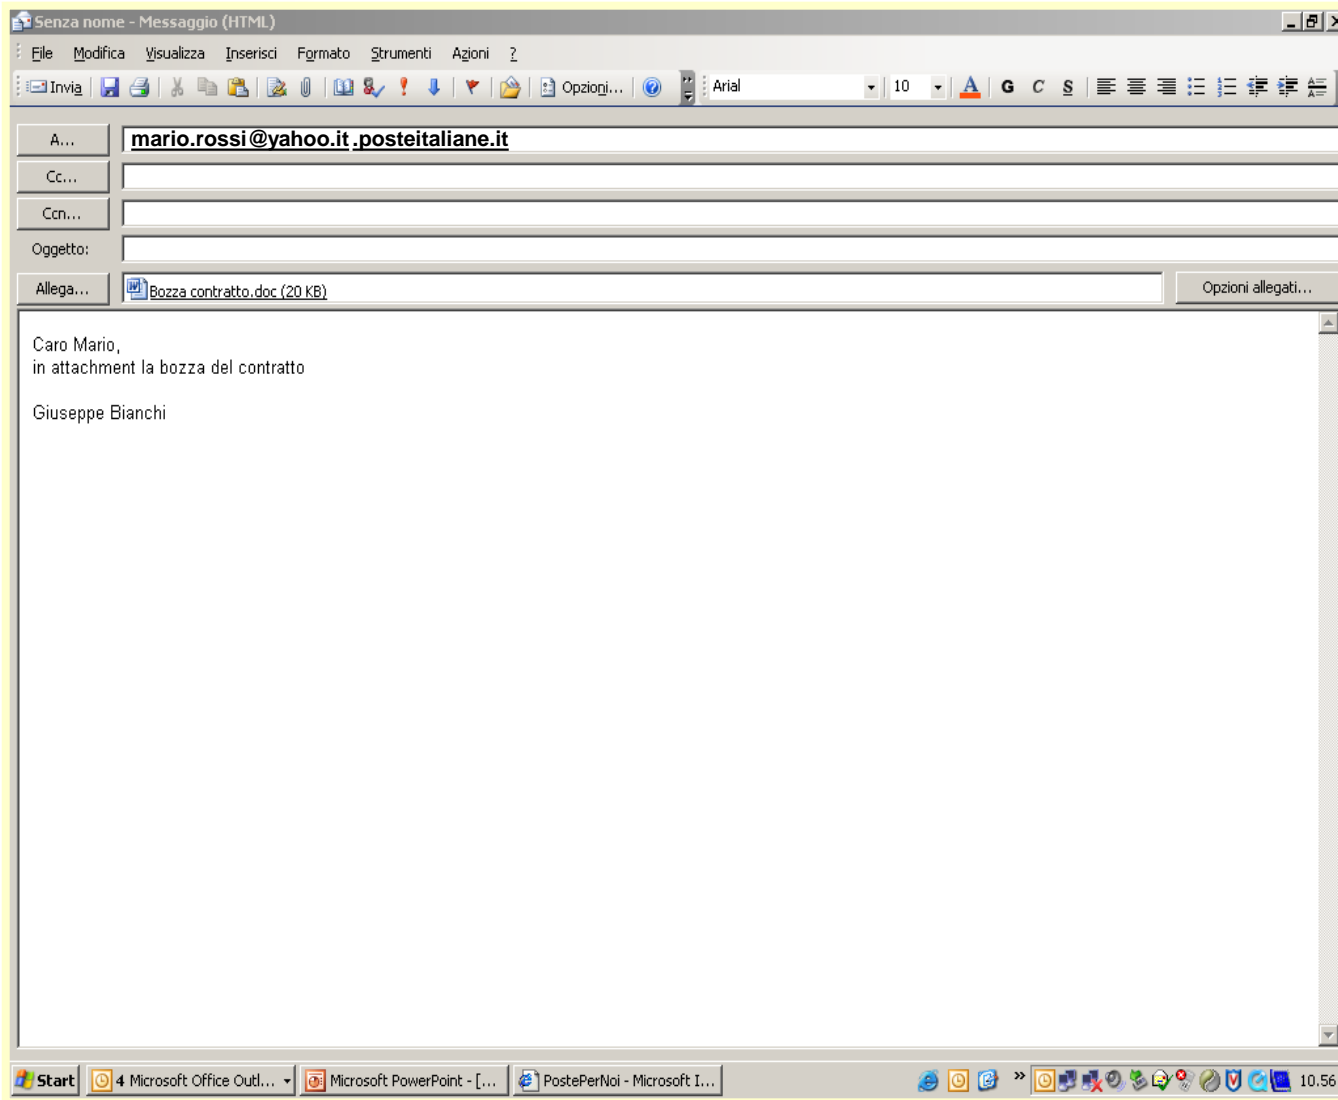 Senza nome - Messaggio (HTML)
File Modifica Visualizza Inserisci Formato Strumenti Azioni ?
Invia Opzioni... Arial 10 A G C S
A... mario.rossi@yahoo.it .posteitaliane.it
Cc...
Ccn...
Oggetto:
Allega... Bozza contratto.doc (20 KB) Opzioni allegati...
Caro Mario,
in attachment la bozza del contratto
Giuseppe Bianchi
Start 4 Microsoft Office Outl... Microsoft PowerPoint - [... PostePerNoi - Microsoft I... » 10.56